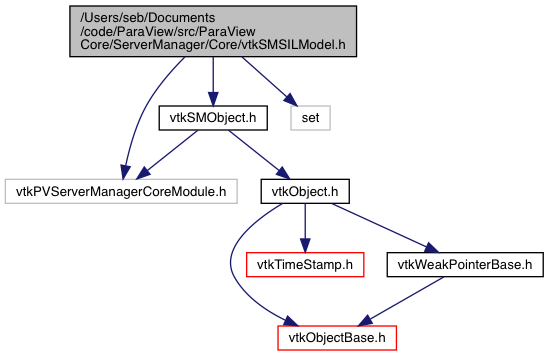 /Users/seb/Documents
/code/ParaView/src/ParaView
Core/ServerManager/Core/vtkSMSILModel.h
vtkSMObject.h
set
vtkPVServerManagerCoreModule.h
vtkObject.h
vtkTimeStamp.h
vtkWeakPointerBase.h
vtkObjectBase.h